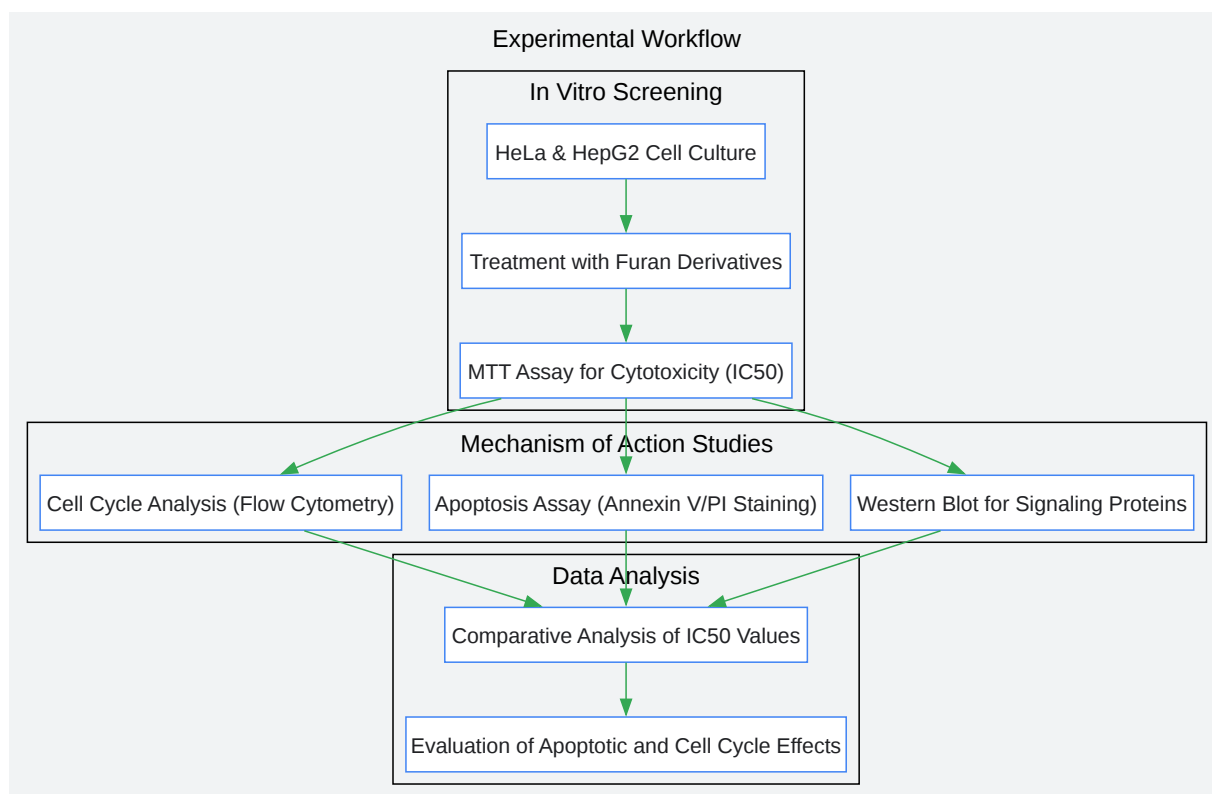 Experimental Workflow
In Vitro Screening
HeLa & HepG2 Cell Culture
Treatment with Furan Derivatives
MTT Assay for Cytotoxicity (IC50)
Mechanism of Action Studies
Cell Cycle Analysis (Flow Cytometry)
Apoptosis Assay (Annexin V/PI Staining)
Western Blot for Signaling Proteins
Data Analysis
Comparative Analysis of IC50 Values
Evaluation of Apoptotic and Cell Cycle Effects